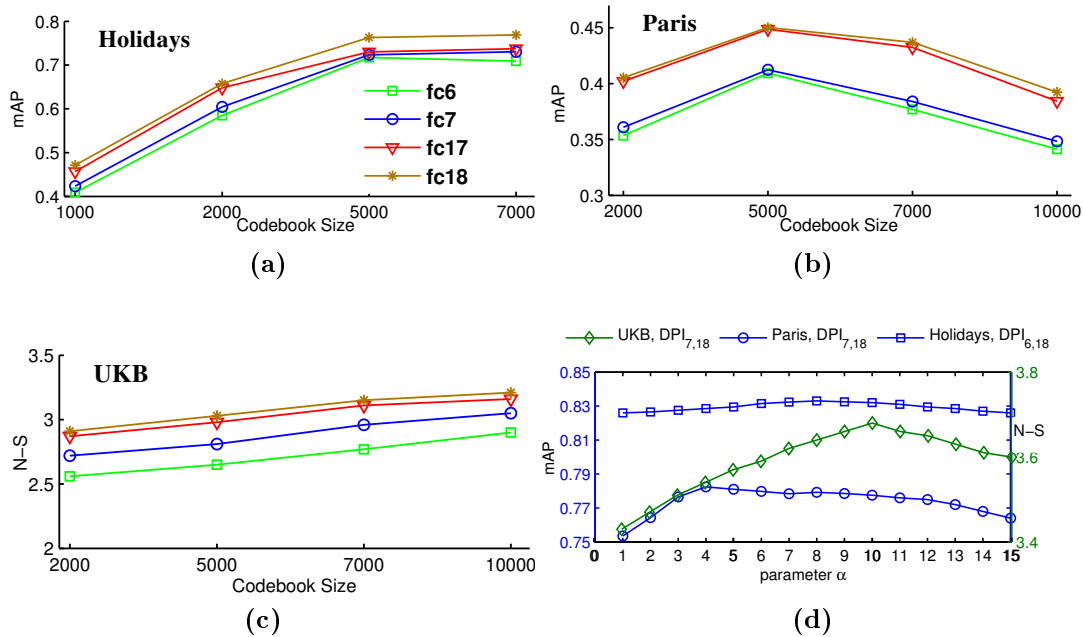 Holidays
mAP
0.8
0.7
0.6
0.5
0.4
1000 2000 5000 7000
Codebook Size
fc6
fc7
fc17
fc18
(a)
Paris
mAP
0.45
0.4
0.35
0.3
2000 5000 7000 10000
Codebook Size
(b)
UKB
N-S
3.5
3
2.5
2
2000 5000 7000 10000
Codebook Size
(c)
UKB, DPI7,18 Paris, DPI7,18 Holidays, DPI6,18
mAP
0.85
0.83
0.81
0.79
0.77
0.75
N-S
3.8
3.6
3.4
0 1 2 3 4 5 6 7 8 9 10 11 12 13 14 15
parameter α
(d)